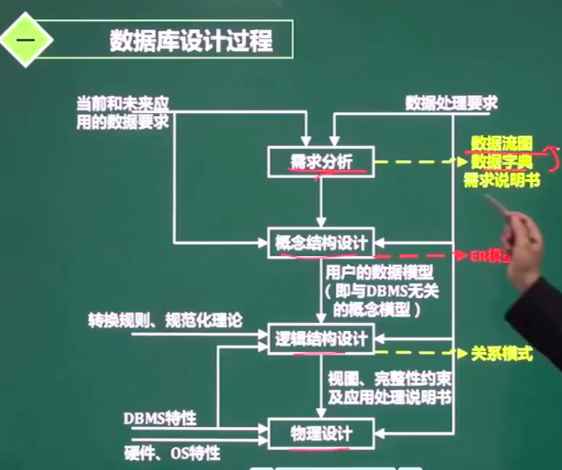 一
数据库设计过程
当前和未来应
用的数据要求
数据处理要求
需求分析
数据流图
数据字典
需求说明书
概念结构设计
ER模
用户的数据模型
（即与DBMS无关
的概念模型）
转换规则、规范化理论
逻辑结构设计
关系模式
视图、完整性约束
及应用处理说明书
DBMS特性
物理设计
硬件、OS特性